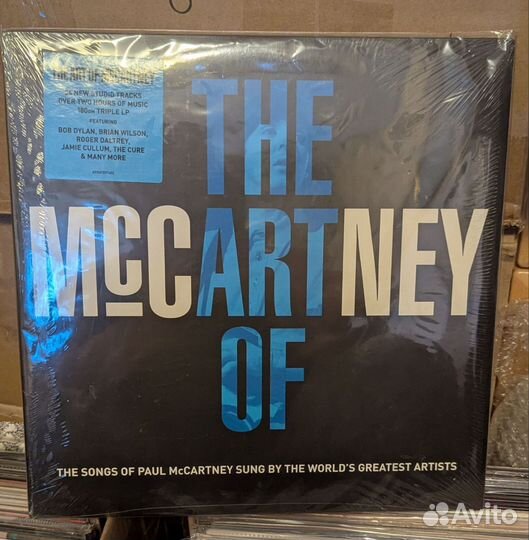 THE ART OF McCARTNEY
34 NEW STUDIO TRACKS
OVER TWO HOURS OF MUSIC
180GM TRIPLE LP
FEATURING
BOB DYLAN, BRIAN WILSON,
ROGER DALTREY,
JAMIE CULLUM, THE CURE
& MANY MORE
THE
McCARTNEY
OF
THE SONGS OF PAUL McCARTNEY SUNG BY THE WORLD'S GREATEST ARTISTS
Avito